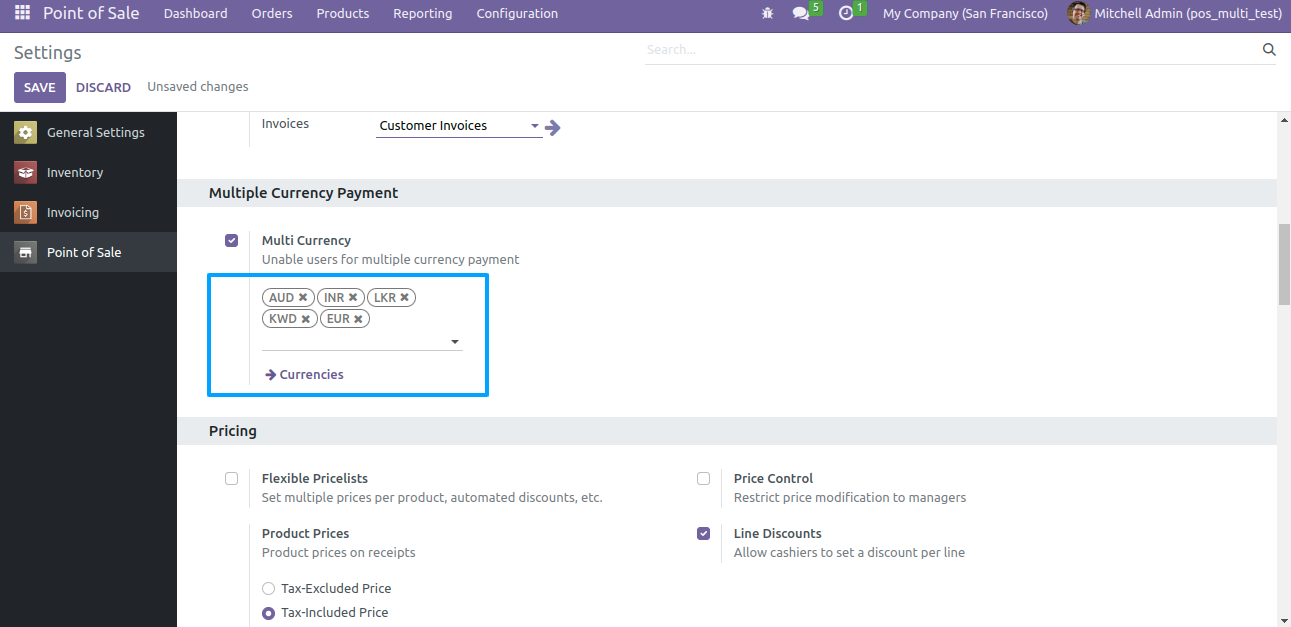 Point of Sale Dashboard Orders Products Reporting Configuration 5 1 My Company (San Francisco) Mitchell Admin (pos_multi_test)
Settings Search...
SAVE DISCARD Unsaved changes
General Settings
Inventory
Invoicing
Point of Sale
Invoices Customer Invoices
Multiple Currency Payment
Multi Currency
Unable users for multiple currency payment
AUD INR LKR
KWD EUR
Currencies
Pricing
Flexible Pricelists
Set multiple prices per product, automated discounts, etc.
Price Control
Restrict price modification to managers
Product Prices
Product prices on receipts
Line Discounts
Allow cashiers to set a discount per line
Tax-Excluded Price
Tax-Included Price